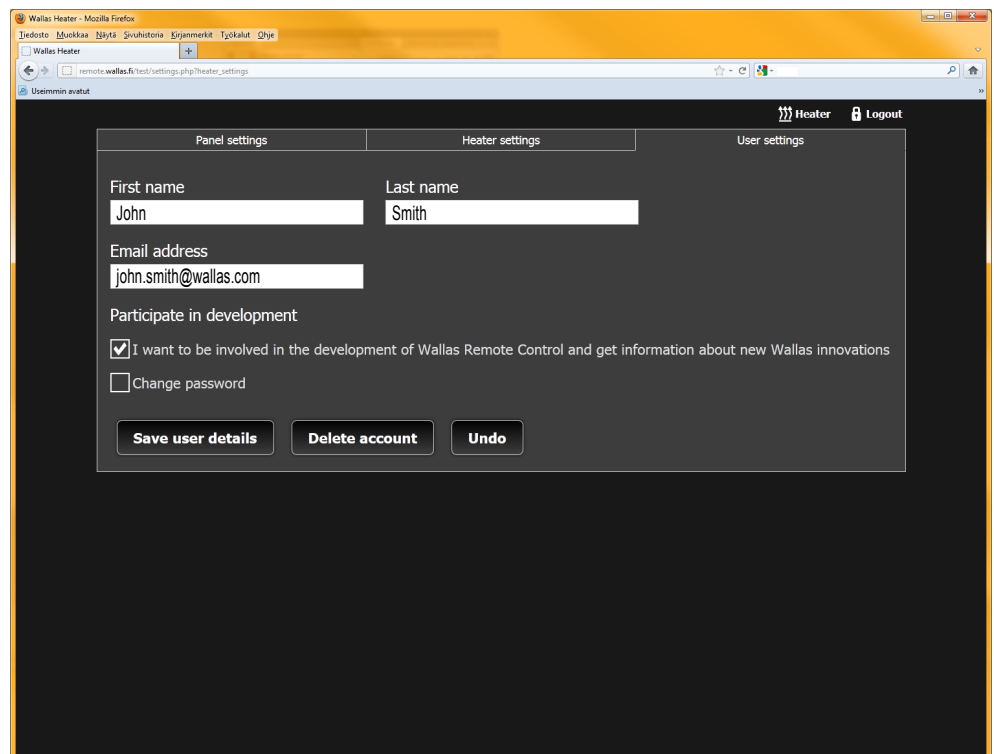 Wallas Heater - Mozilla Firefox
Tiedosto Muokkaa Näytä Sivuhistoria Kirjanmerkit Työkalut Ohje
Wallas Heater +
remote.wallas.fi/test/settings.php?heater_settings
Useimmin avatut »
Heater Logout
Panel settings Heater settings User settings
First name Last name
John Smith
Email address
john.smith@wallas.com
Participate in development
I want to be involved in the development of Wallas Remote Control and get information about new Wallas innovations
Change password
Save user details Delete account Undo